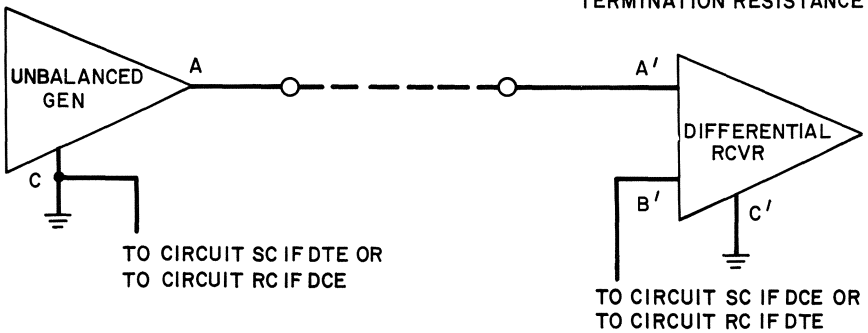 TERMINATION RESISTANCE
UNBALANCED
GEN
A
A'
DIFFERENTIAL
RCVR
C
B'
C'
TO CIRCUIT SC IF DTE OR
TO CIRCUIT RC IF DCE
TO CIRCUIT SC IF DCE OR
TO CIRCUIT RC IF DTE